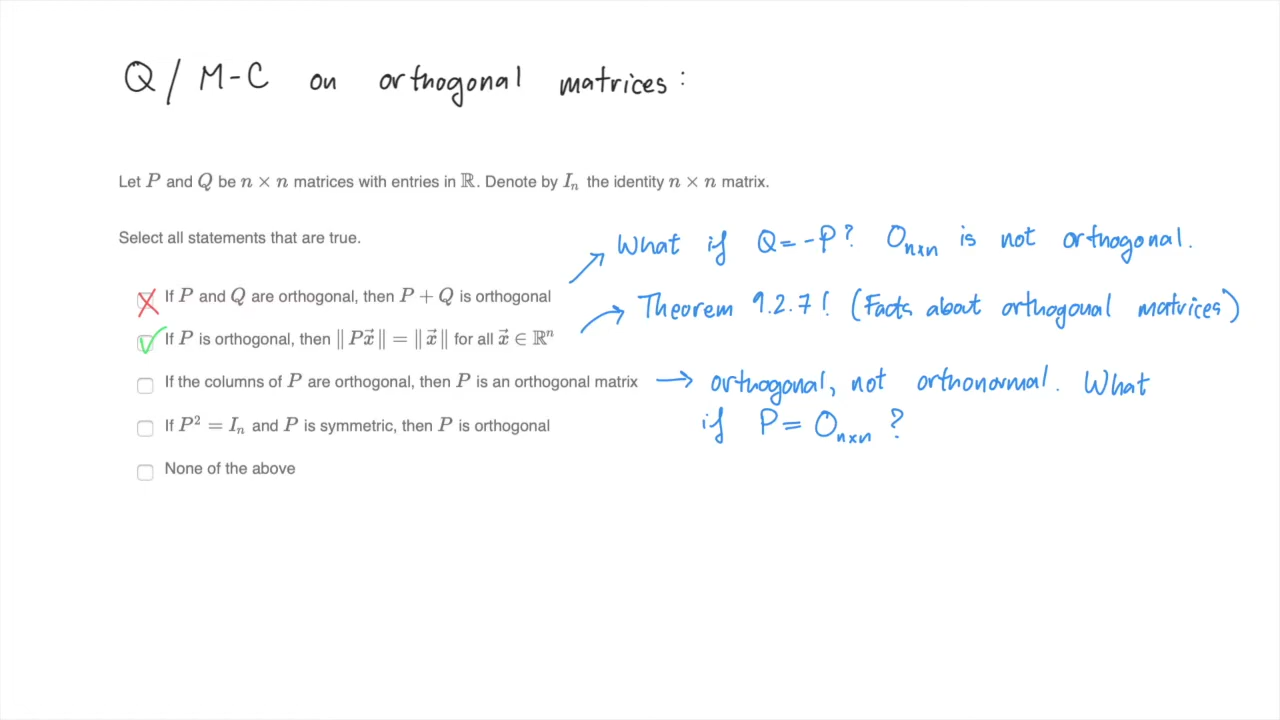 Q / M-C on orthogonal matrices:
Let P and Q be n × n matrices with entries in ℝ. Denote by Iₙ the identity n × n matrix.
Select all statements that are true.
What if Q = -P? Oₙₓₙ is not orthogonal.
If P and Q are orthogonal, then P + Q is orthogonal
Theorem 9.2.7! (Facts about orthogonal matrices)
If P is orthogonal, then ‖ Px⃗ ‖ = ‖ x⃗ ‖ for all x⃗ ∈ ℝⁿ
If the columns of P are orthogonal, then P is an orthogonal matrix
orthogonal, not orthonormal. What
if P = Oₙₓₙ ?
If P² = Iₙ and P is symmetric, then P is orthogonal
None of the above